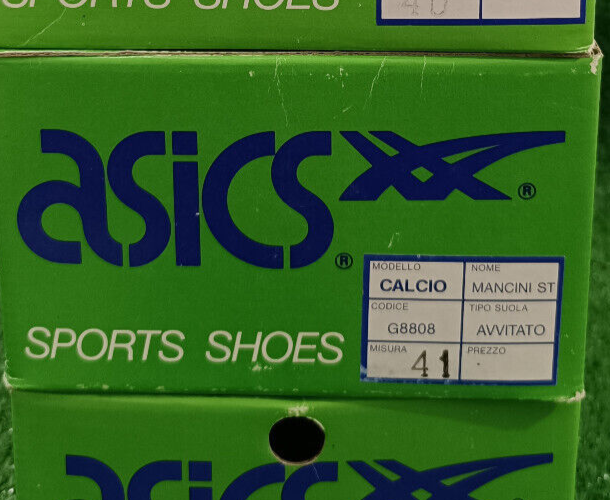 SPORTS SHOES
40
asics ®
®
MODELLO NOME
CALCIO MANCINI ST
CODICE TIPO SUOLA
G8808 AVVITATO
MISURA PREZZO
41
SPORTS SHOES
asics